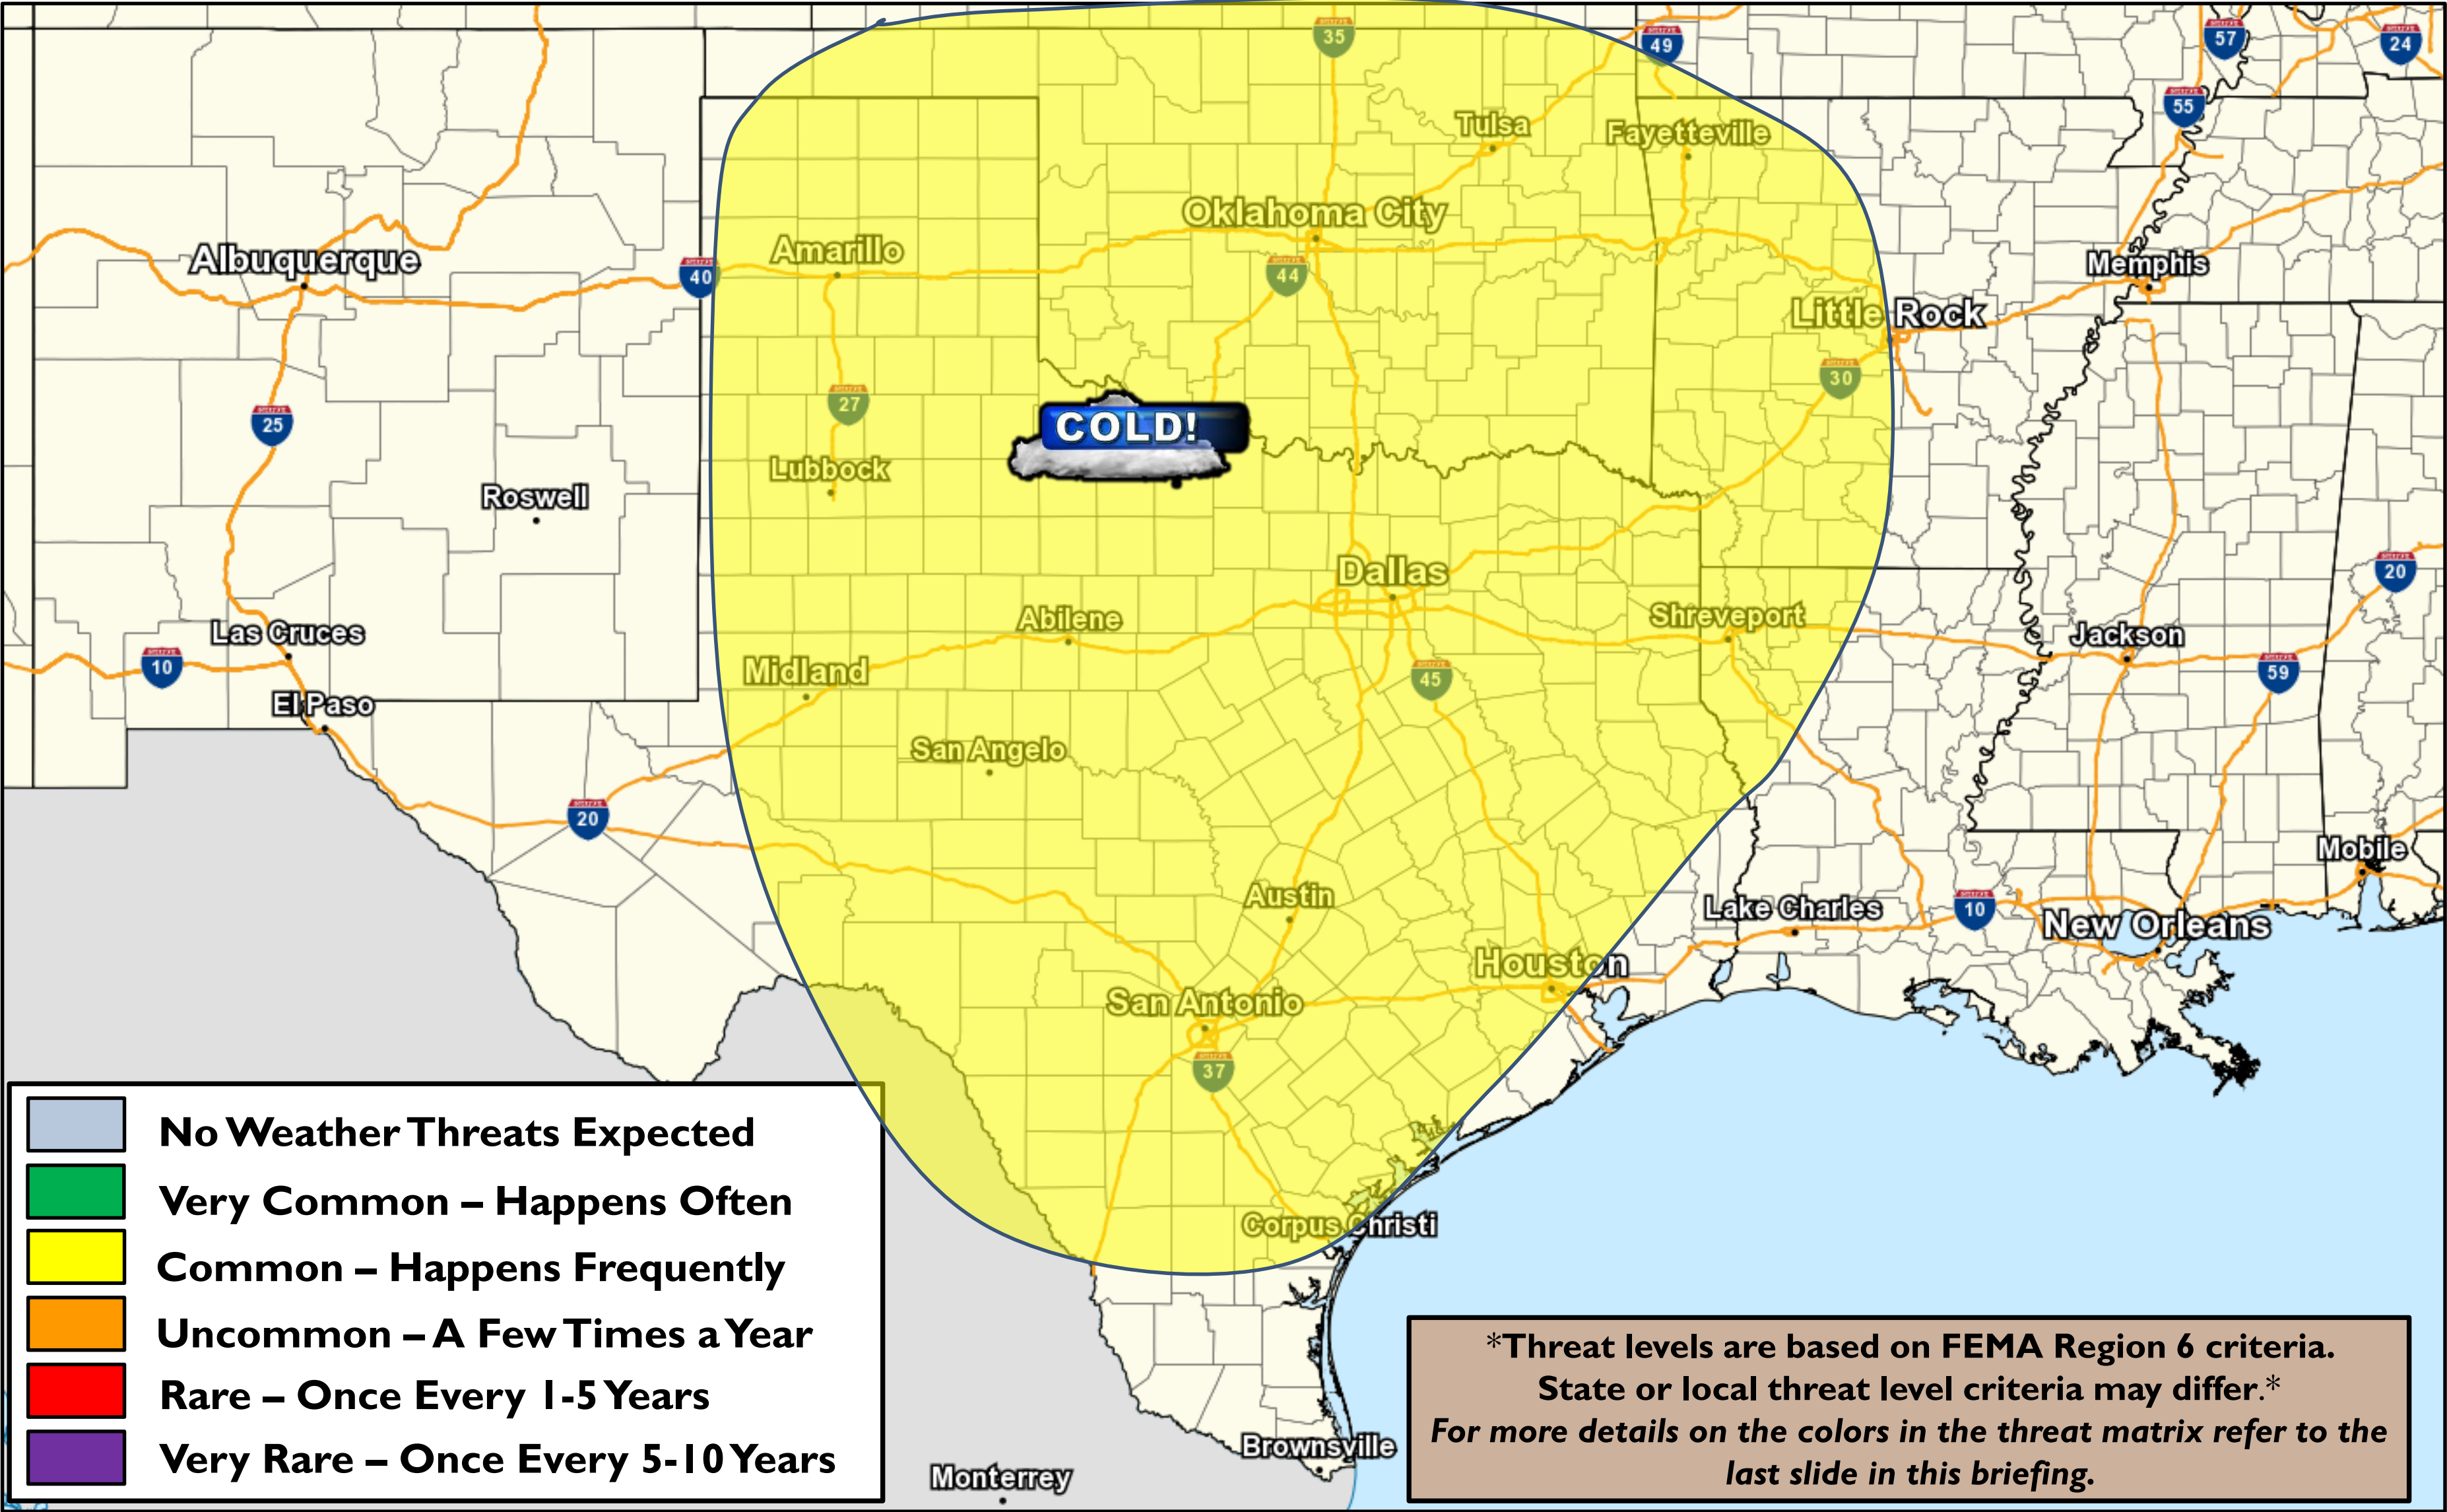 35
49
57
24
55
Tulsa
Fayetteville
Oklahoma City
Albuquerque
Amarillo
40
44
Memphis
Little Rock
27
30
25
COLD!
Lubbock
Roswell
Dallas
20
Abilene
Shreveport
Las Cruces
Jackson
10
Midland
45
59
El Paso
San Angelo
20
Mobile
Austin
Lake Charles
10
New Orleans
Houston
San Antonio
37
Corpus Christi
Brownsville
Monterrey
No Weather Threats Expected
Very Common – Happens Often
Common – Happens Frequently
Uncommon – A Few Times a Year
Rare – Once Every 1-5 Years
Very Rare – Once Every 5-10 Years
*Threat levels are based on FEMA Region 6 criteria.
State or local threat level criteria may differ.*
For more details on the colors in the threat matrix refer to the
last slide in this briefing.